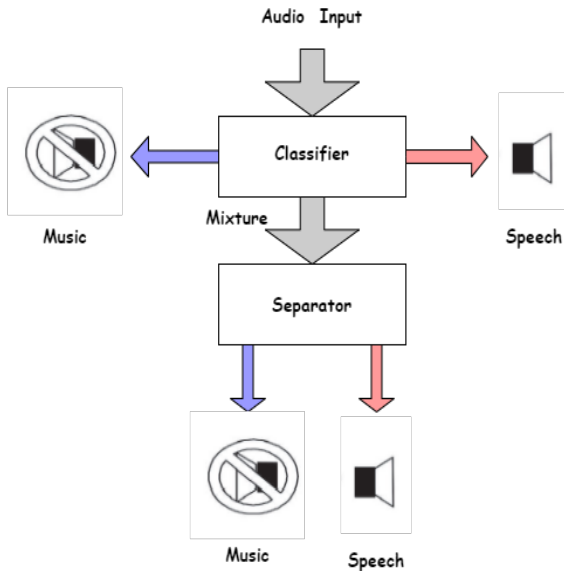 Audio Input
Classifier
Music
Mixture
Speech
Separator
Music
Speech